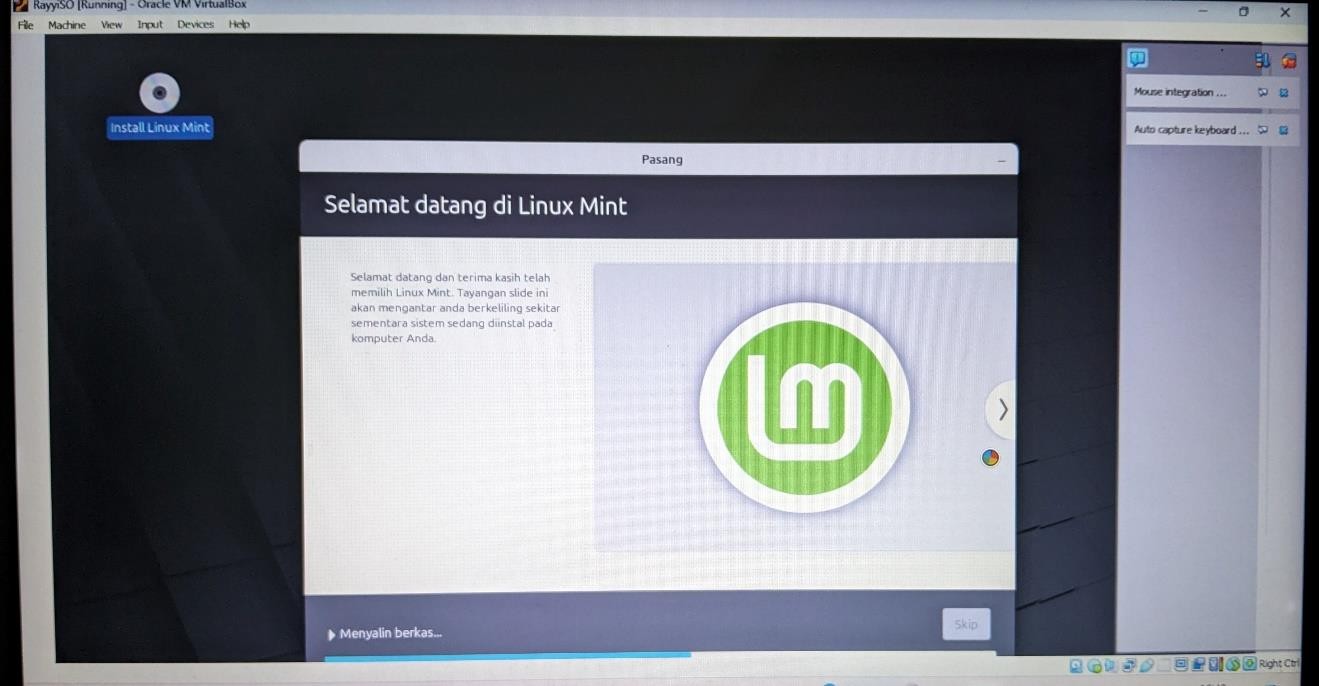 RayyiSO [Running] - Oracle VM VirtualBox
File Machine View Input Devices Help
Install Linux Mint
Mouse integration ...
Auto capture keyboard ...
Pasang
Selamat datang di Linux Mint
Selamat datang dan terima kasih telah
memilih Linux Mint. Tayangan slide ini
akan mengantar anda berkeliling sekitar
sementara sistem sedang diinstal pada
komputer Anda.
lm
Menyalin berkas...
Skip
Right Ctrl